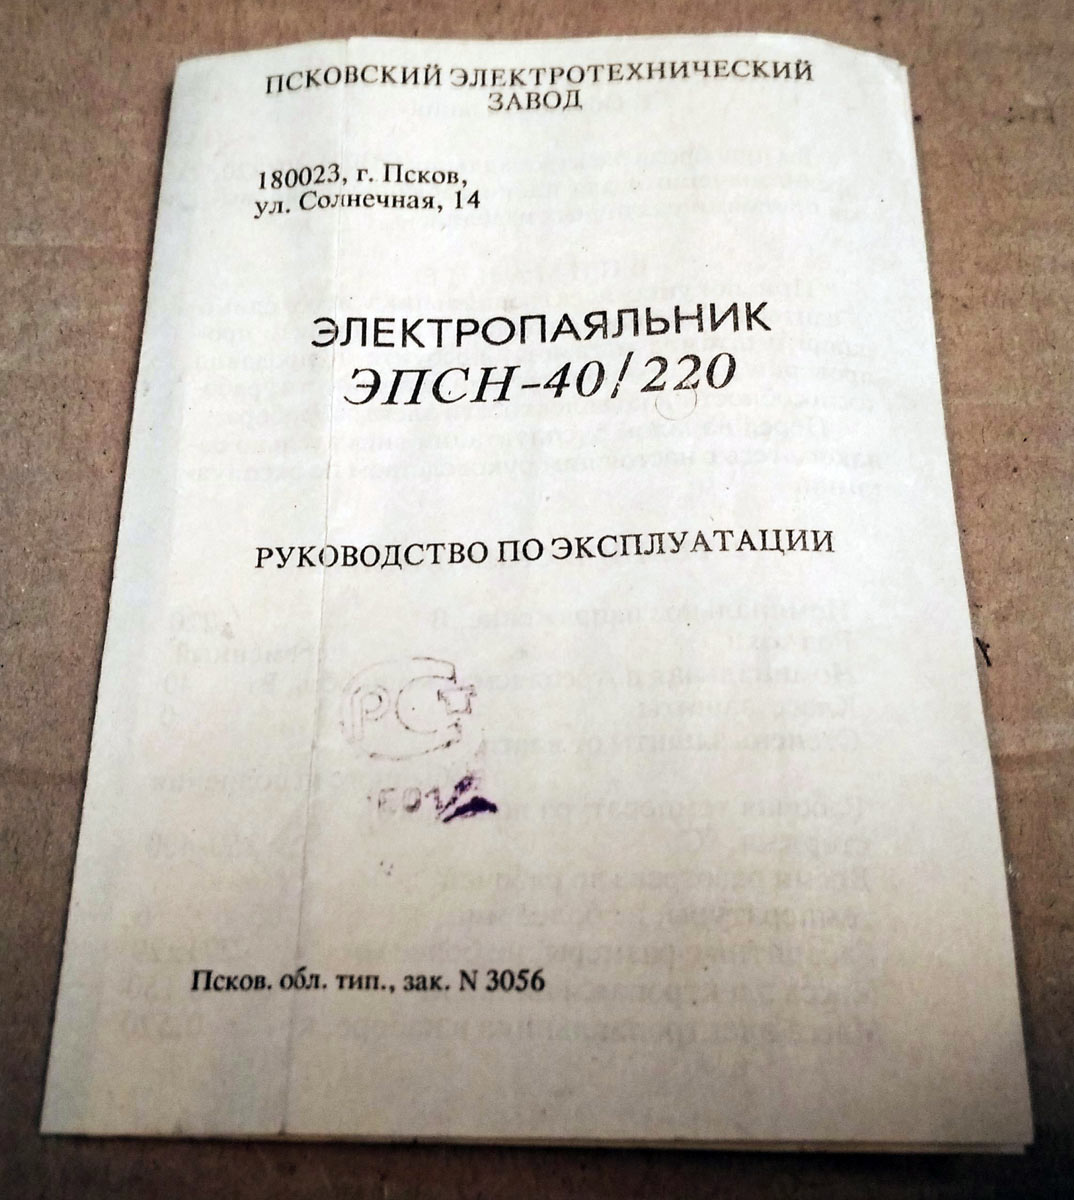 ПСКОВСКИЙ ЭЛЕКТРОТЕХНИЧЕСКИЙ
ЗАВОД
180023, г. Псков,
ул. Солнечная, 14
ЭЛЕКТРОПАЯЛЬНИК
ЭПСН-40/220
РУКОВОДСТВО ПО ЭКСПЛУАТАЦИИ
РСТ
Псков. обл. тип., зак. N 3056